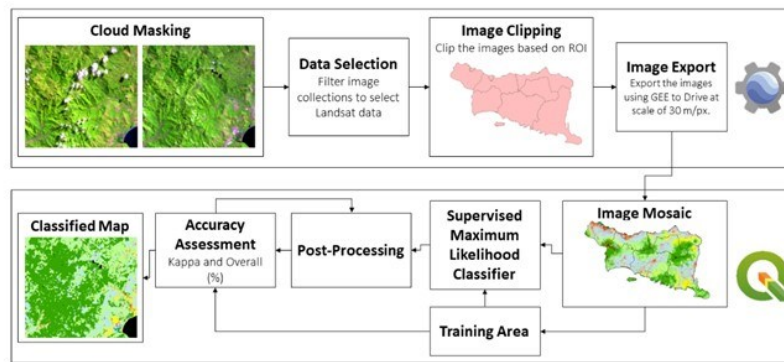 Cloud Masking
Data Selection
Filter image
collections to select
Landsat data
Image Clipping
Clip the images based on ROI
Image Export
Export the images
using GEE to Drive at
scale of 30 m/px.
Classified Map
Accuracy
Assessment
Kappa and Overall
(%)
Post-Processing
Supervised
Maximum
Likelihood
Classifier
Image Mosaic
Training Area